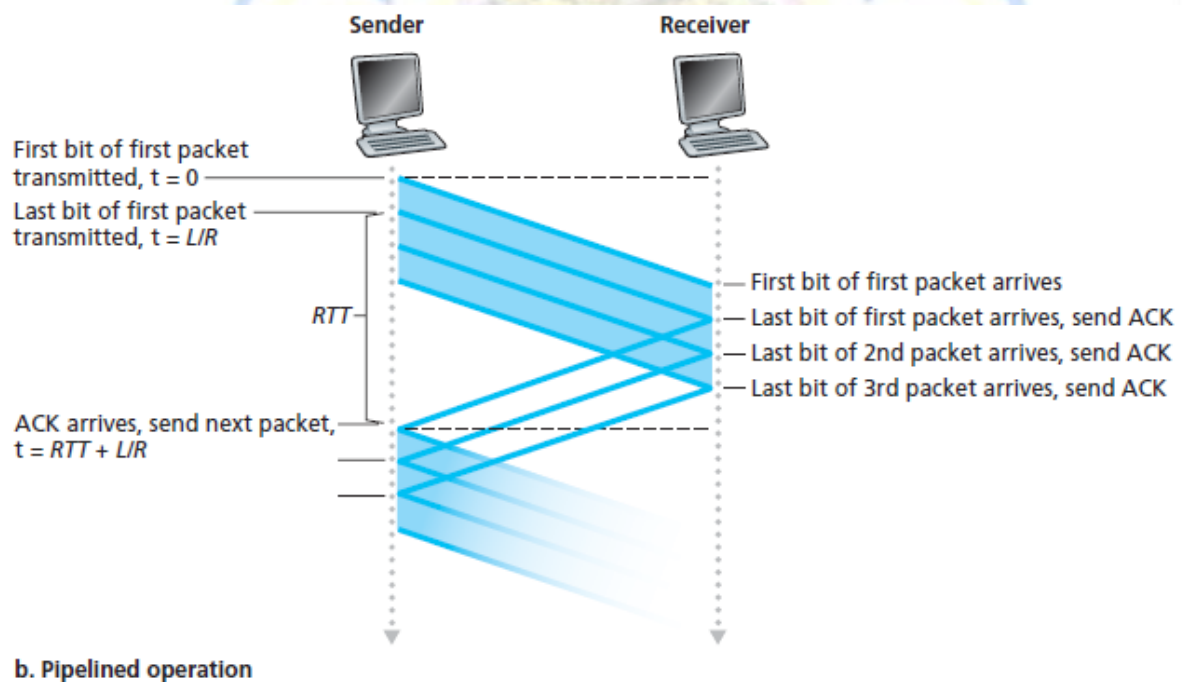 Sender
Receiver
First bit of first packet
transmitted, t = 0
Last bit of first packet
transmitted, t = L/R
RTT
First bit of first packet arrives
Last bit of first packet arrives, send ACK
Last bit of 2nd packet arrives, send ACK
Last bit of 3rd packet arrives, send ACK
ACK arrives, send next packet,
t = RTT + L/R
b. Pipelined operation